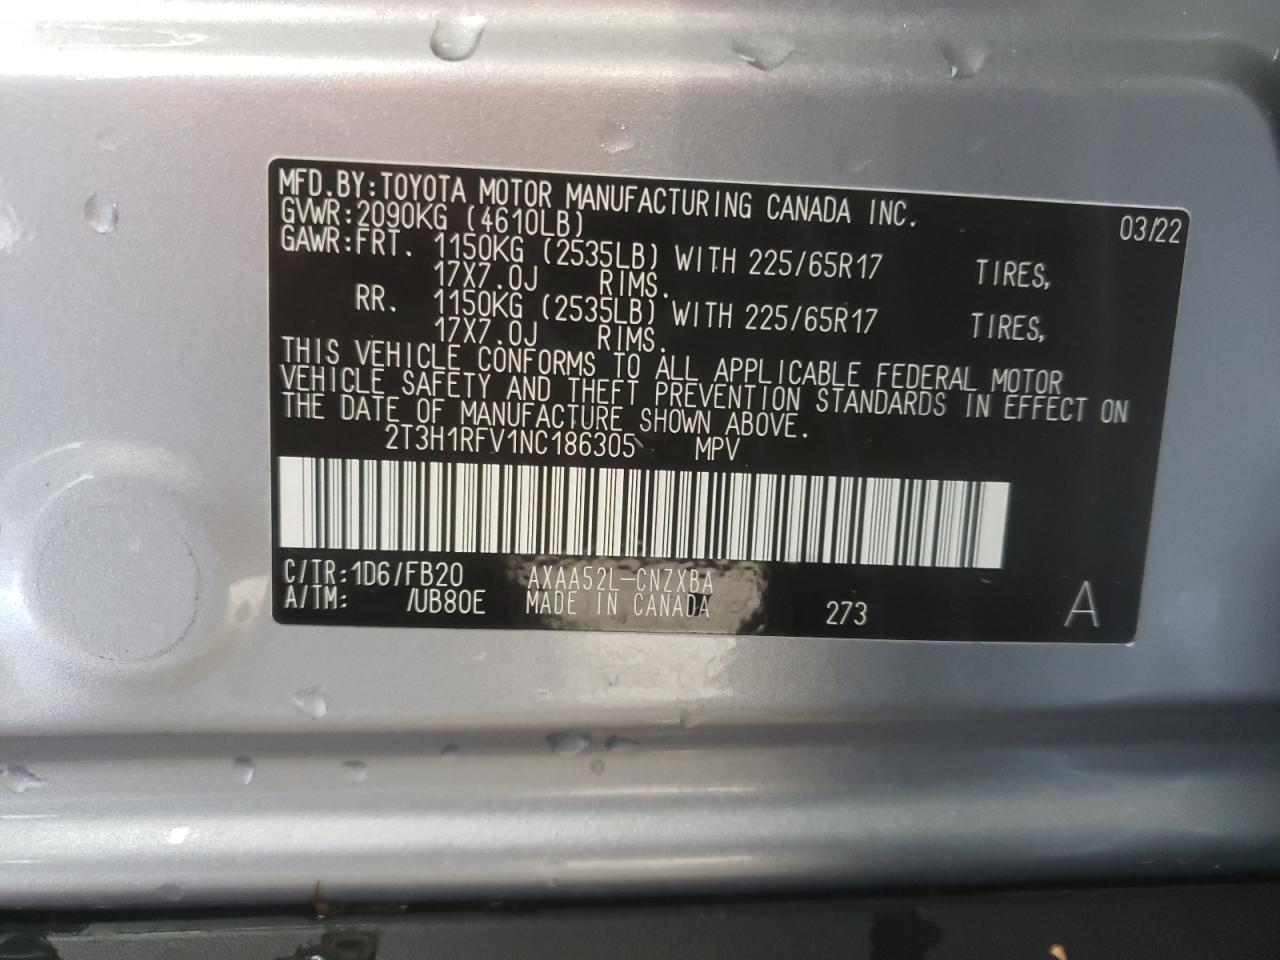 MFD.BY:TOYOTA MOTOR MANUFACTURING CANADA INC.
GVWR:2090KG (4610LB) 03/22
GAWR:FRT. 1150KG (2535LB) WITH 225/65R17 TIRES,
17X7.0J RIMS.
RR. 1150KG (2535LB) WITH 225/65R17 TIRES,
17X7.0J RIMS.
THIS VEHICLE CONFORMS TO ALL APPLICABLE FEDERAL MOTOR
VEHICLE SAFETY AND THEFT PREVENTION STANDARDS IN EFFECT ON
THE DATE OF MANUFACTURE SHOWN ABOVE.
2T3H1RFV1NC186305 MPV
C/TR:1D6/FB20 AXAA52L-CNZXBA
A/TM: /UB80E MADE IN CANADA 273 A